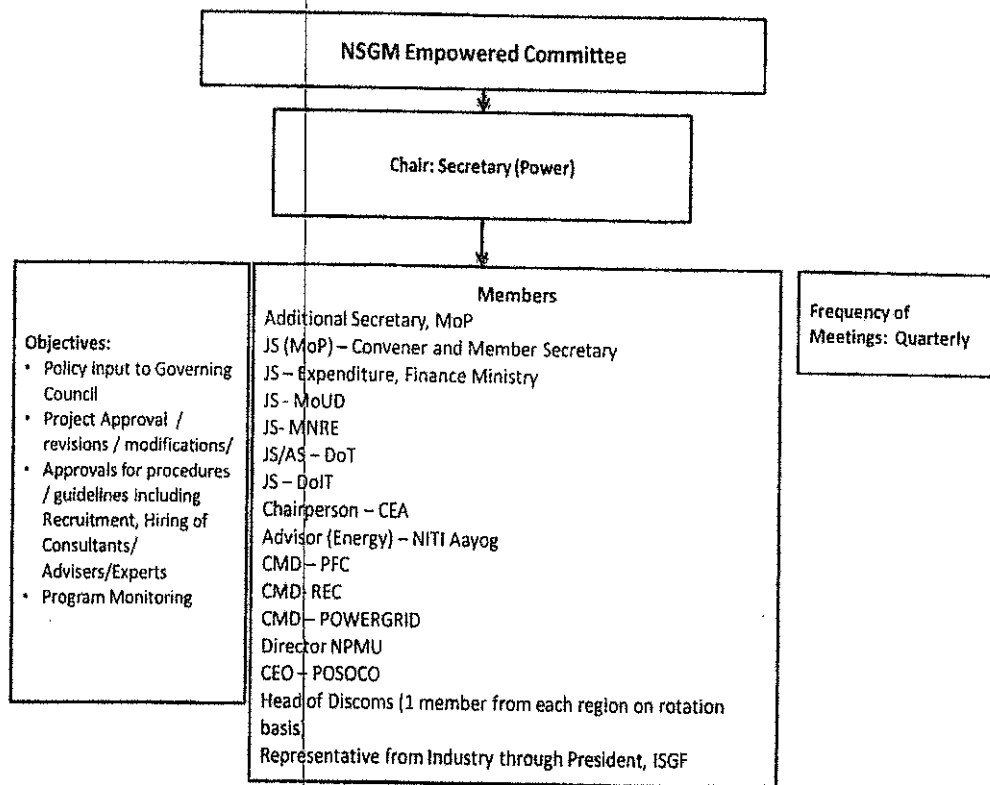 NSGM Empowered Committee
Chair: Secretary (Power)
Objectives:
• Policy input to Governing
Council
• Project Approval /
revisions / modifications/
• Approvals for procedures
/ guidelines including
Recruitment, Hiring of
Consultants/
Advisers/Experts
• Program Monitoring
Members
Additional Secretary, MoP
JS (MoP) – Convener and Member Secretary
JS – Expenditure, Finance Ministry
JS - MoUD
JS- MNRE
JS/AS – DoT
JS – DoIT
Chairperson – CEA
Advisor (Energy) – NITI Aayog
CMD – PFC
CMD- REC
CMD – POWERGRID
Director NPMU
CEO – POSOCO
Head of Discoms (1 member from each region on rotation
basis)
Representative from Industry through President, ISGF
Frequency of
Meetings: Quarterly